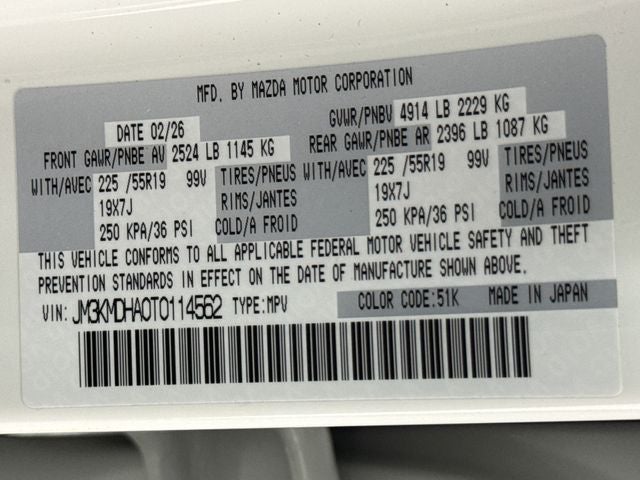 MFD. BY MAZDA MOTOR CORPORATION
DATE 02/26 GVWR/PNBV 4914 LB 2229 KG
FRONT GAWR/PNBE AV 2524 LB 1145 KG REAR GAWR/PNBE AR 2396 LB 1087 KG
WITH/AVEC 225 /55R19 99V TIRES/PNEUS WITH/AVEC 225 /55R19 99V TIRES/PNEUS
19X7J RIMS/JANTES 19X7J RIMS/JANTES
250 KPA/36 PSI COLD/A FROID 250 KPA/36 PSI COLD/A FROID
THIS VEHICLE CONFORMS TO ALL APPLICABLE FEDERAL MOTOR VEHICLE SAFETY AND THEFT
PREVENTION STANDARDS IN EFFECT ON THE DATE OF MANUFACTURE SHOWN ABOVE.
VIN: JM3KMDHA0T0114562 TYPE:MPV COLOR CODE:51K MADE IN JAPAN